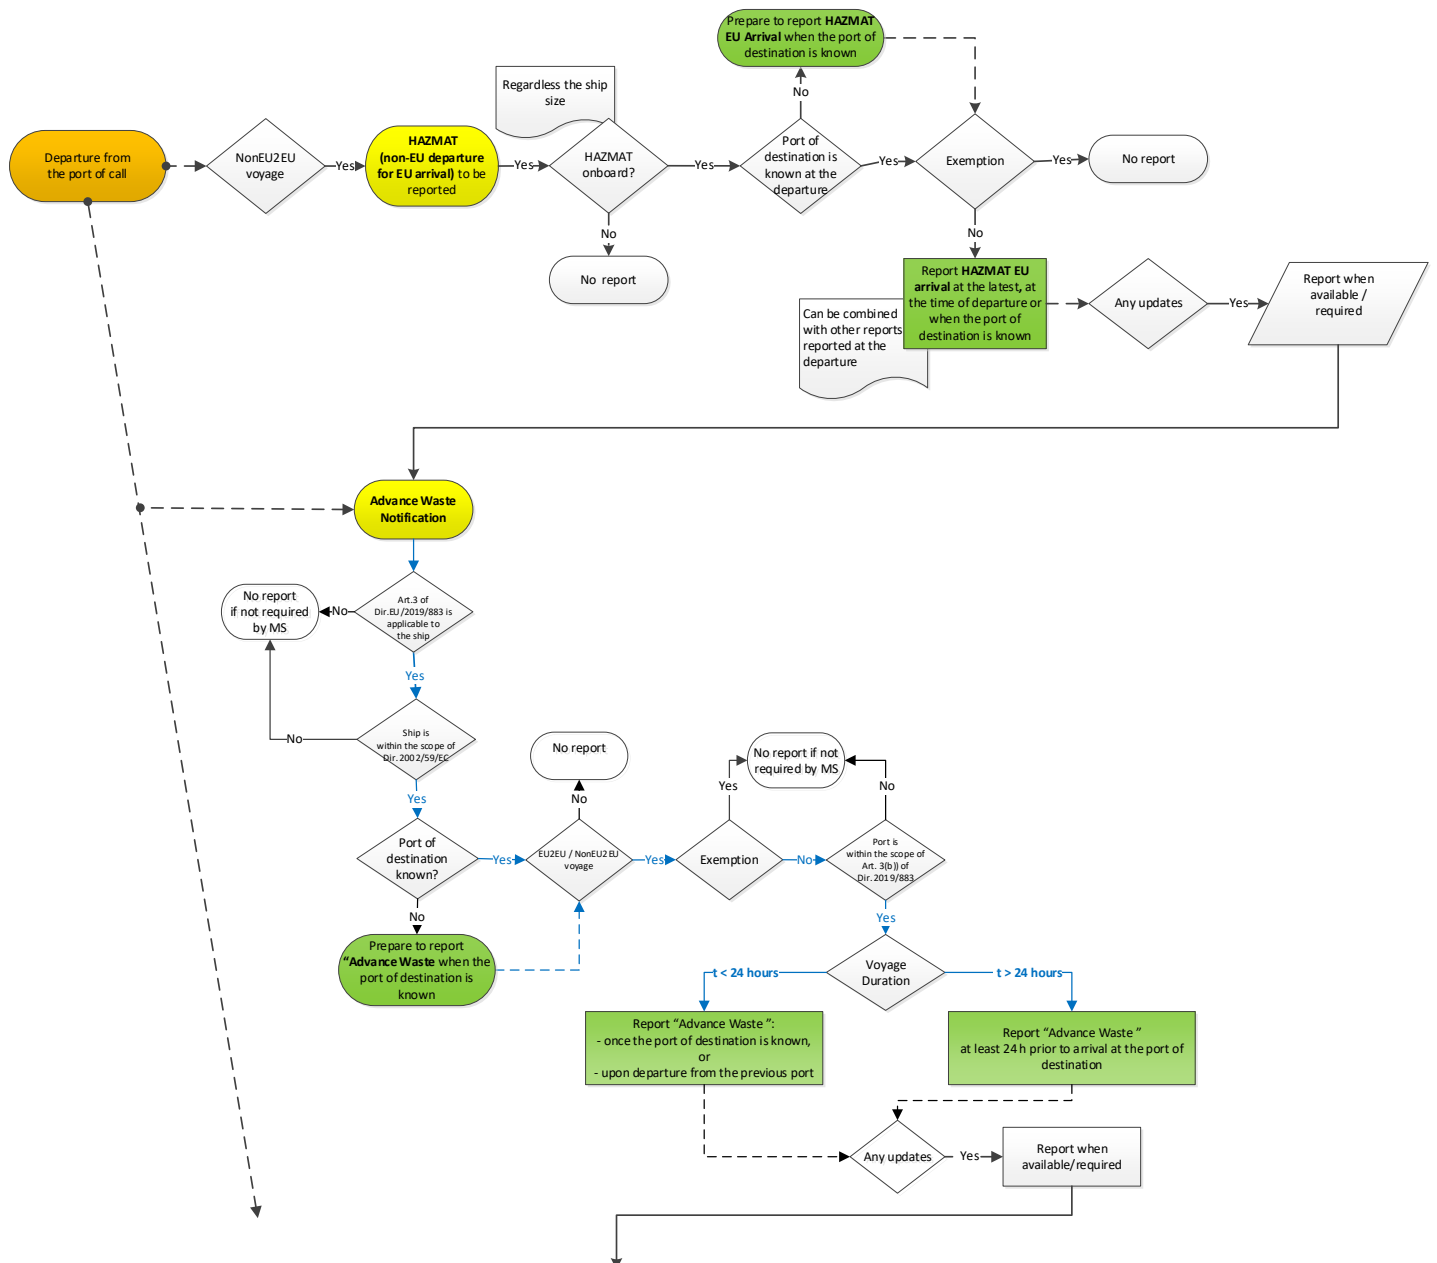 Prepare to report HAZMAT
EU Arrival when the port of
destination is known
No
Regardless the ship
size
Departure from
the port of call
NonEU2EU
voyage
Yes
HAZMAT
(non-EU departure
for EU arrival) to be
reported
Yes
HAZMAT
onboard?
Yes
Port of
destination is
known at the
departure
Yes
Exemption
Yes
No report
No
No report
No
Report HAZMAT EU
arrival at the latest, at
the time of departure or
when the port of
destination is known
Can be combined
with other reports
reported at the
departure
Any updates
Yes
Report when
available /
required
Advance Waste
Notification
Art.3 of
Dir.EU/2019/883 is
applicable to
the ship
No
No report
if not required
by MS
Yes
Ship is
within the scope of
Dir.2002/59/EC
No
Yes
Port of
destination
known?
Yes
EU2EU / NonEU2EU
voyage
No
No report
Yes
Exemption
Yes
No report if not
required by MS
No
No
Port is
within the scope of
Art. 3(b)) of
Dir.2019/883
No
Prepare to report
“Advance Waste when the
port of destination is
known
Yes
Voyage
Duration
t < 24 hours
t > 24 hours
Report “Advance Waste ”:
- once the port of destination is known,
or
- upon departure from the previous port
Report “Advance Waste ”
at least 24 h prior to arrival at the port of
destination
Any updates
Yes
Report when
available/required